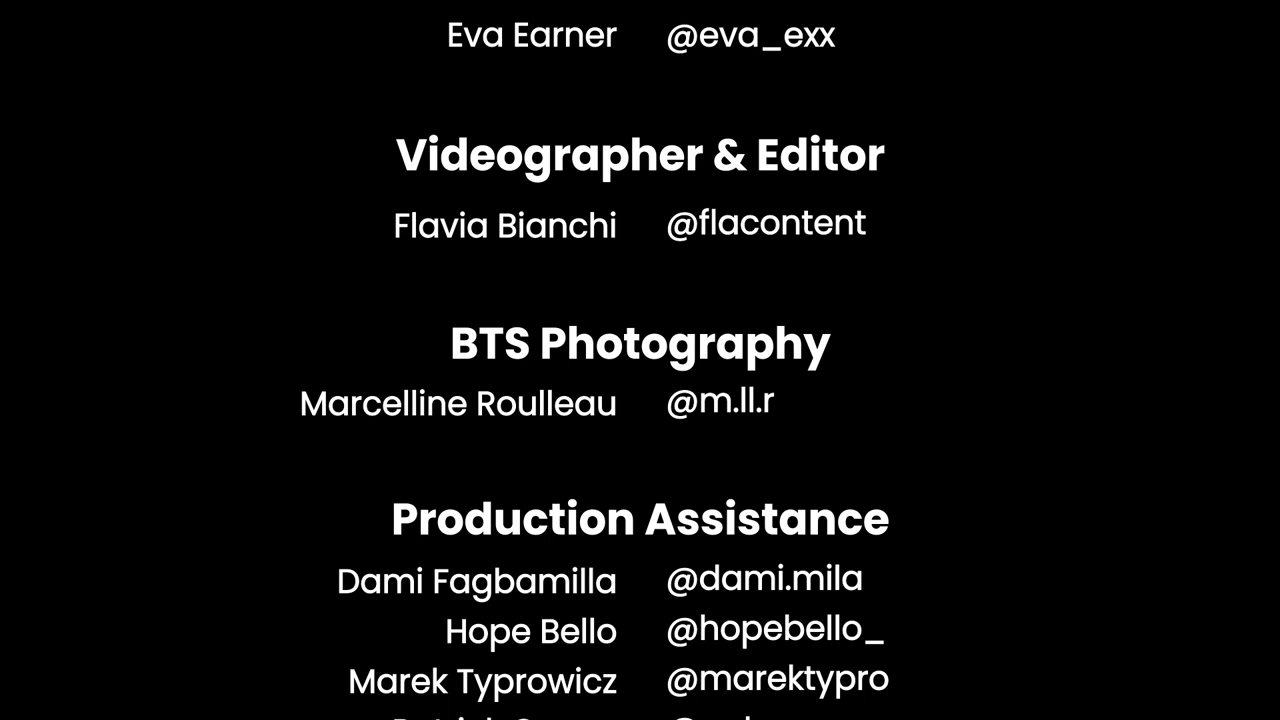 Eva Earner @eva_exx
Videographer & Editor
Flavia Bianchi @flacontent
BTS Photography
Marcelline Roulleau @m.ll.r
Production Assistance
Dami Fagbamilla @dami.mila
Hope Bello @hopebello_
Marek Typrowicz @marektypro